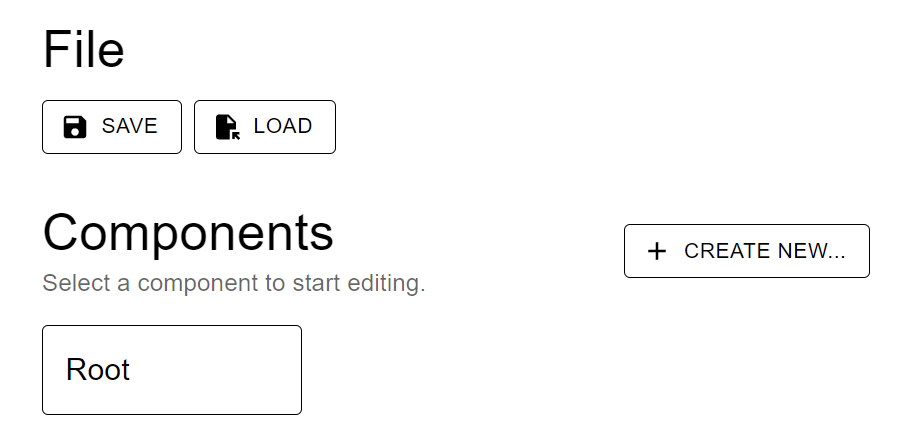 File
SAVE
LOAD
Components
Select a component to start editing.
CREATE NEW...
Root